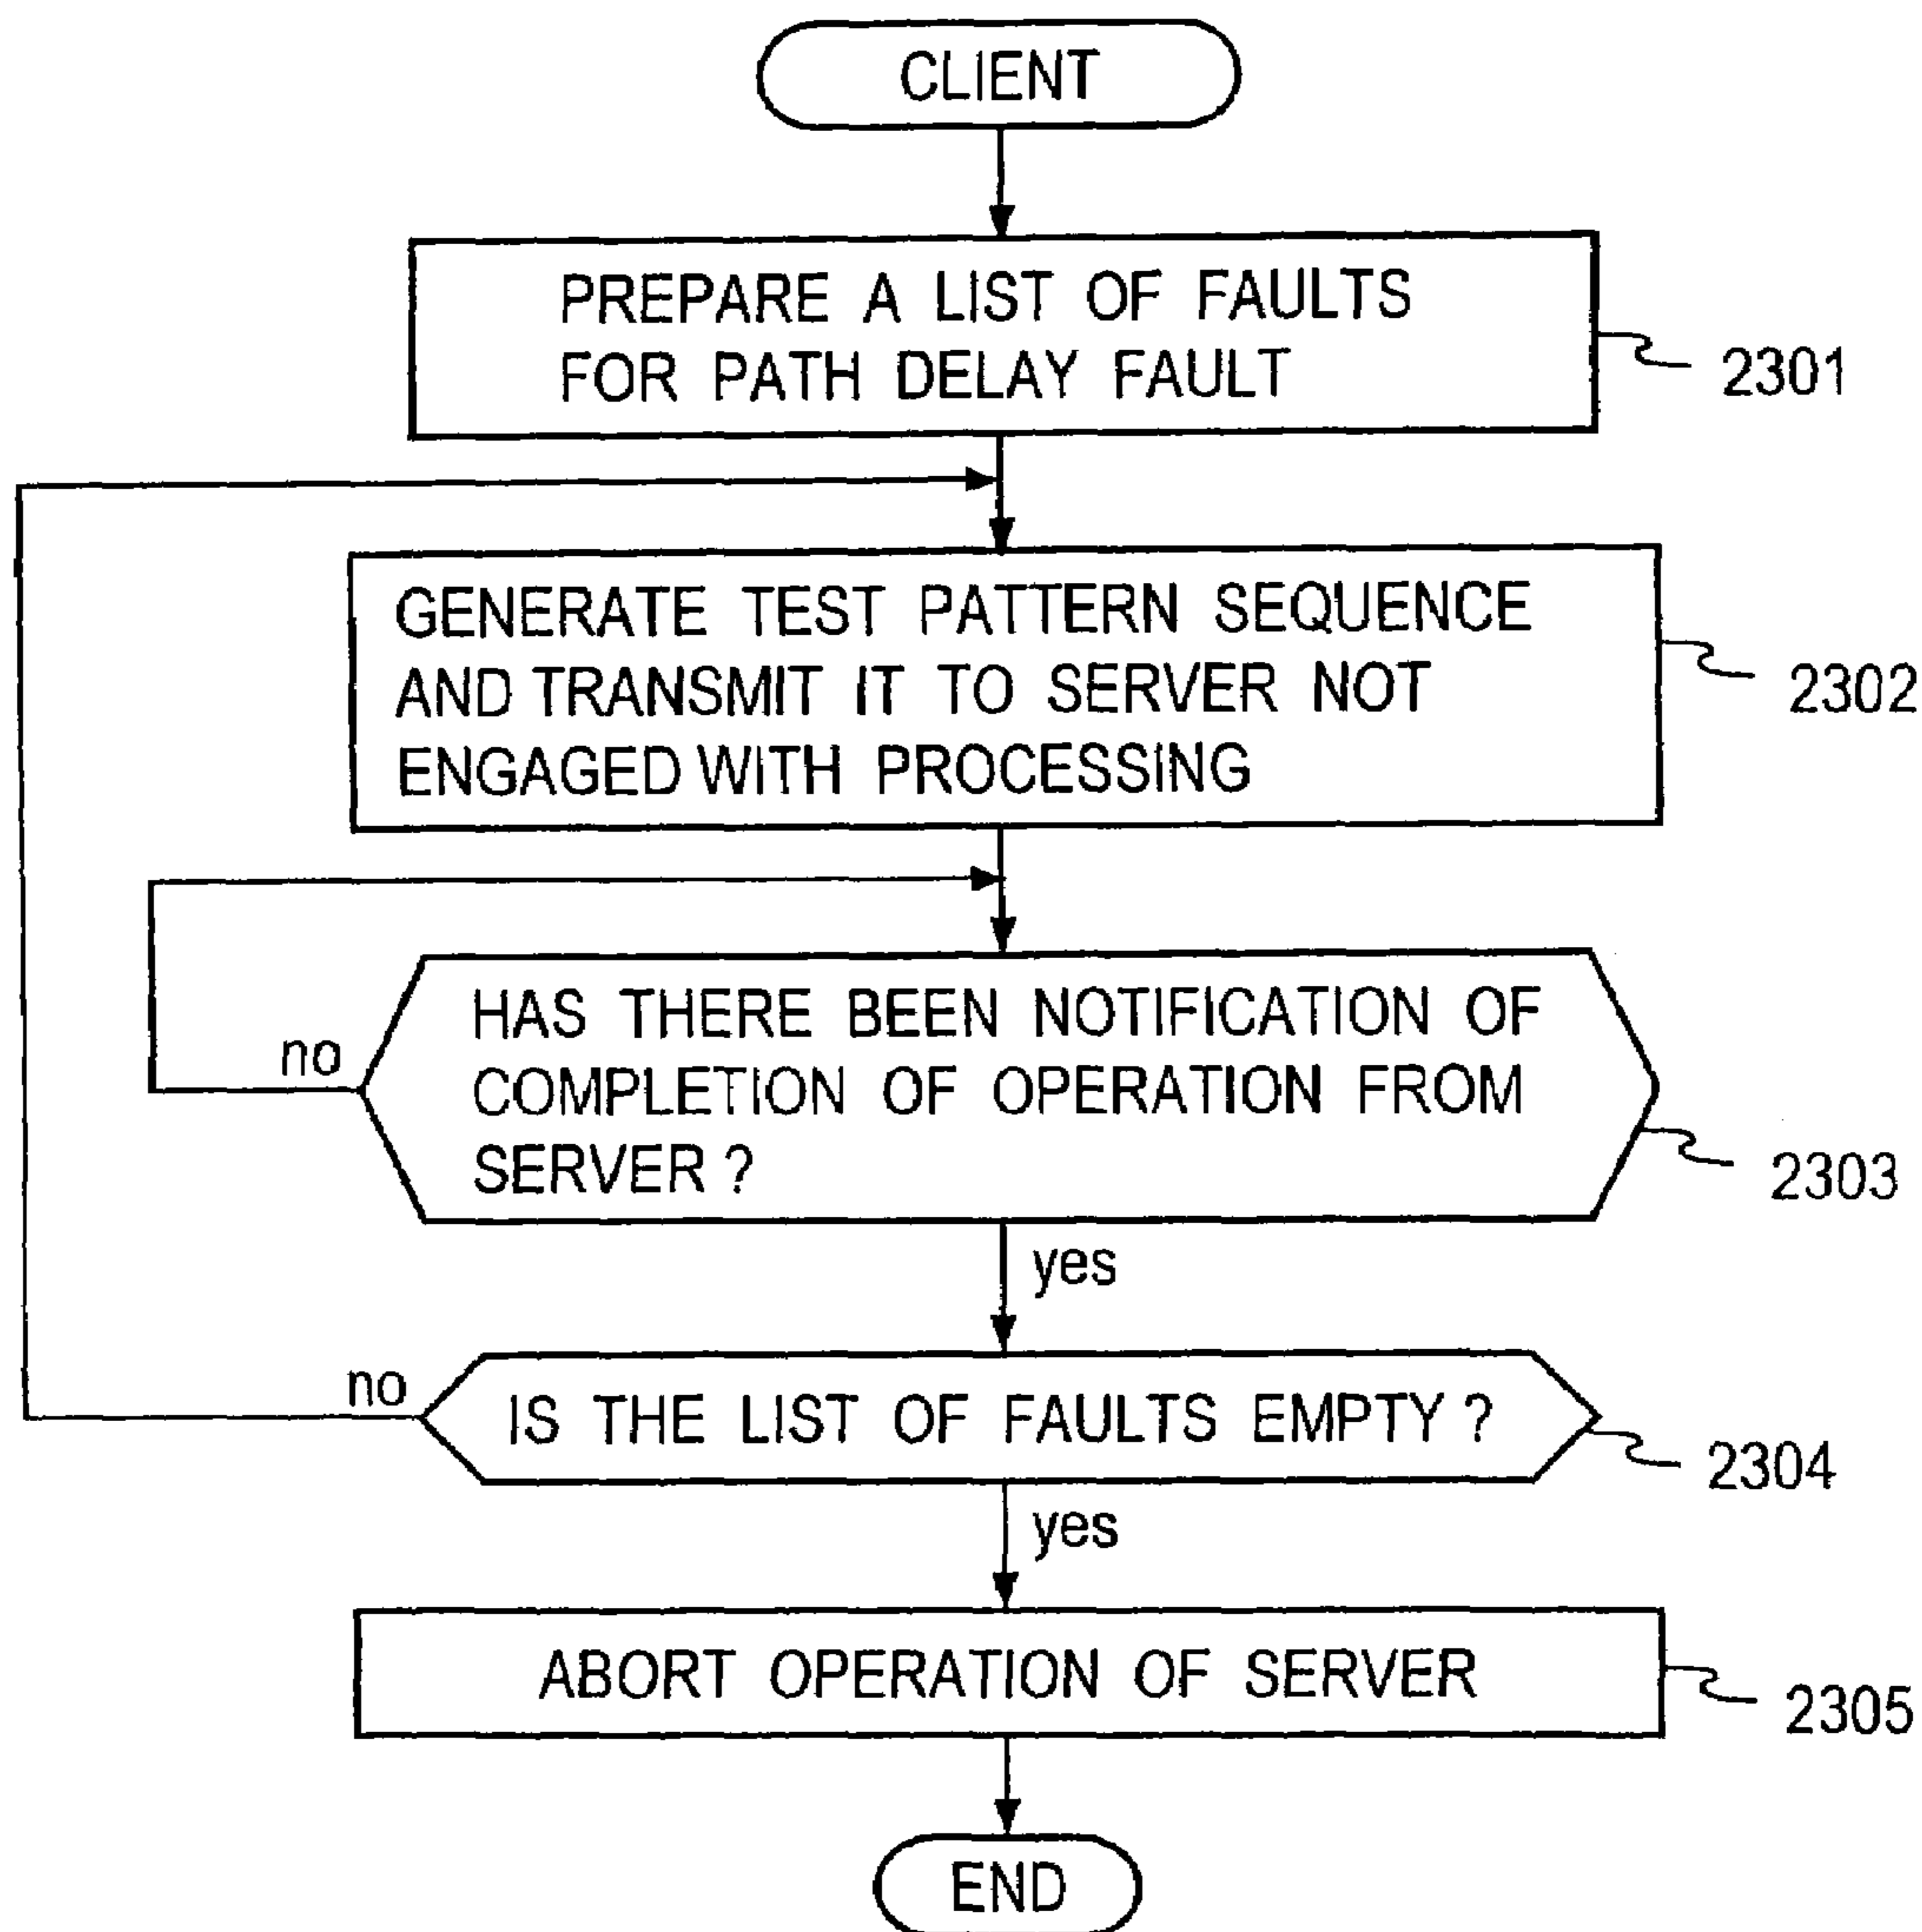 CLIENT
PREPARE A LIST OF FAULTS
FOR PATH DELAY FAULT
2301
GENERATE TEST PATTERN SEQUENCE
AND TRANSMIT IT TO SERVER NOT
ENGAGED WITH PROCESSING
2302
HAS THERE BEEN NOTIFICATION OF
COMPLETION OF OPERATION FROM
SERVER ?
no
2303
yes
no
IS THE LIST OF FAULTS EMPTY ?
2304
yes
ABORT OPERATION OF SERVER
2305
END